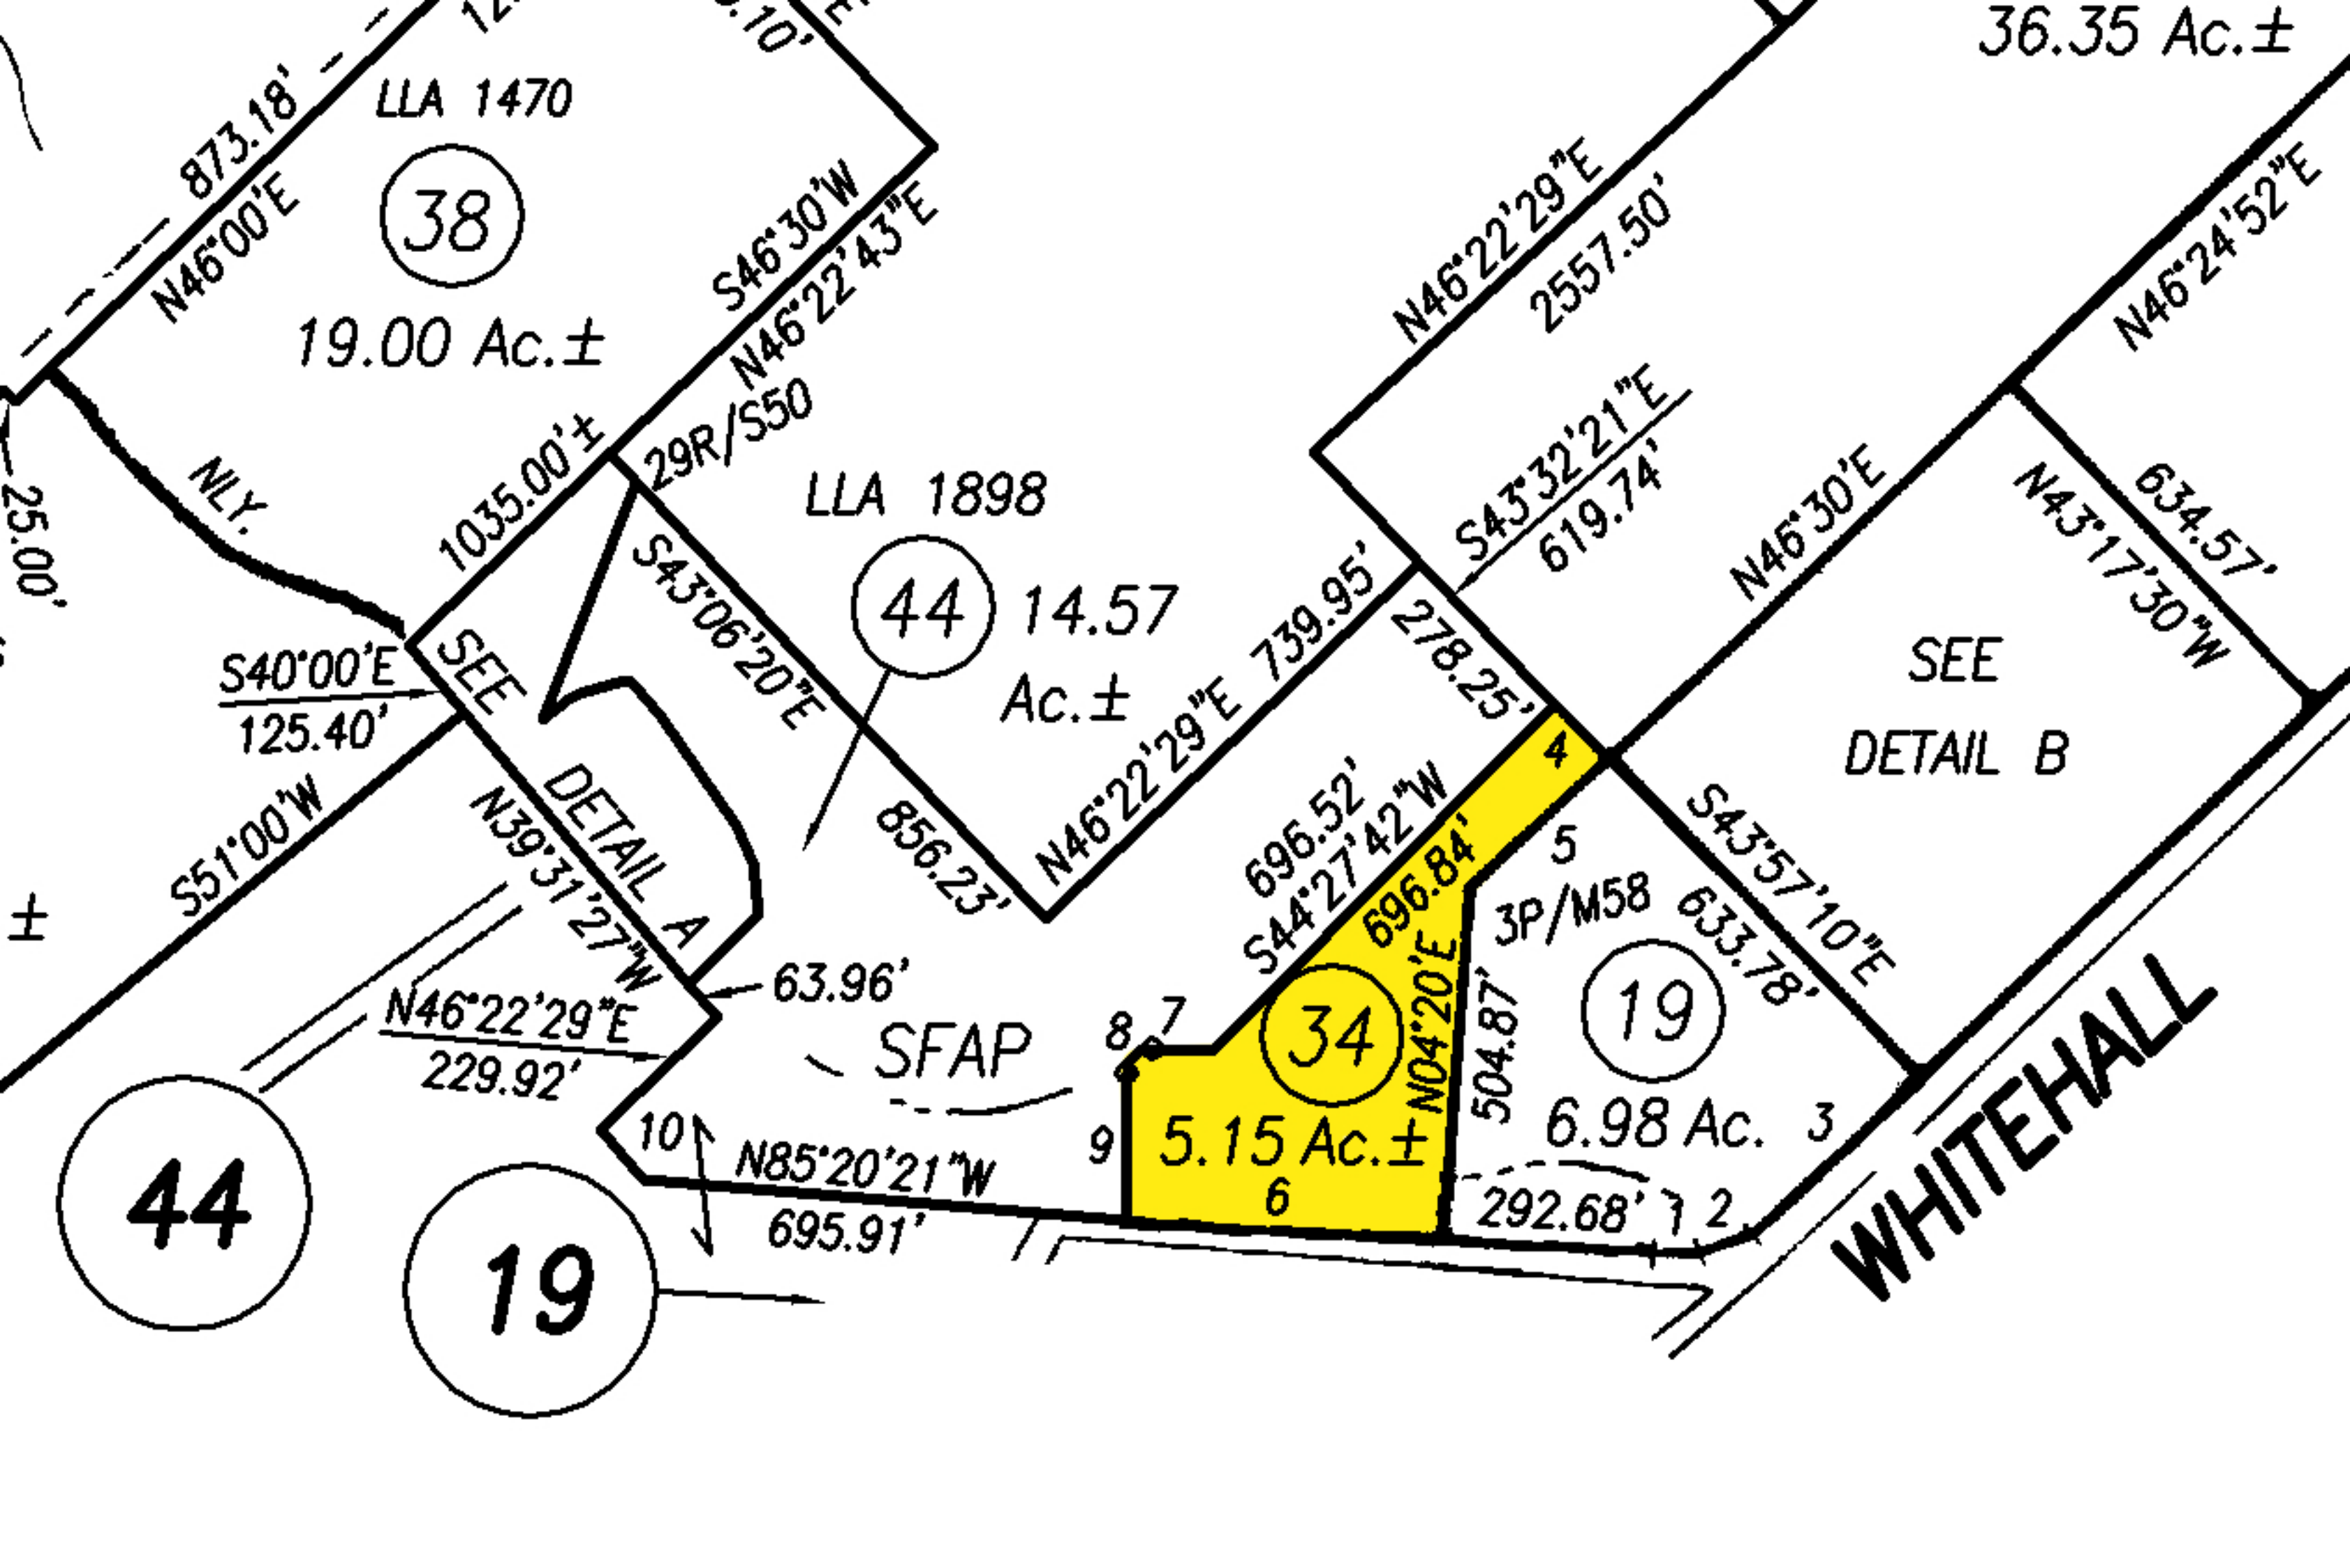 36.35 Ac.±
.10'
873.18'
N46°00'E
LLA 1470
38
19.00 Ac.±
S46°30'W
N46°22'43"E
29R/S50
1035.00'±
NLY.
25.00'
N46°22'29"E
2557.50'
N46°24'52"E
S43°32'21"E
619.74'
N46°30'E
634.57'
N43°17'30"W
LLA 1898
44
14.57
Ac.±
S43°06'20"E
856.23'
N46°22'29"E 739.95'
278.25'
SEE
DETAIL B
S40°00'E
125.40'
SEE
DETAIL A
S51°00'W
N39°31'27"W
±
63.96'
N46°22'29"E
229.92'
696.52'
S44°27'42"W
696.84'
4
5
3P/M58
S43°57'10"E
633.78'
N04°20'E
504.87'
34
5.15 Ac.±
6
7
8
9
10
SFAP
N85°20'21"W
695.91'
19
6.98 Ac.
3
292.68'
1
2
WHITEHALL
44
19